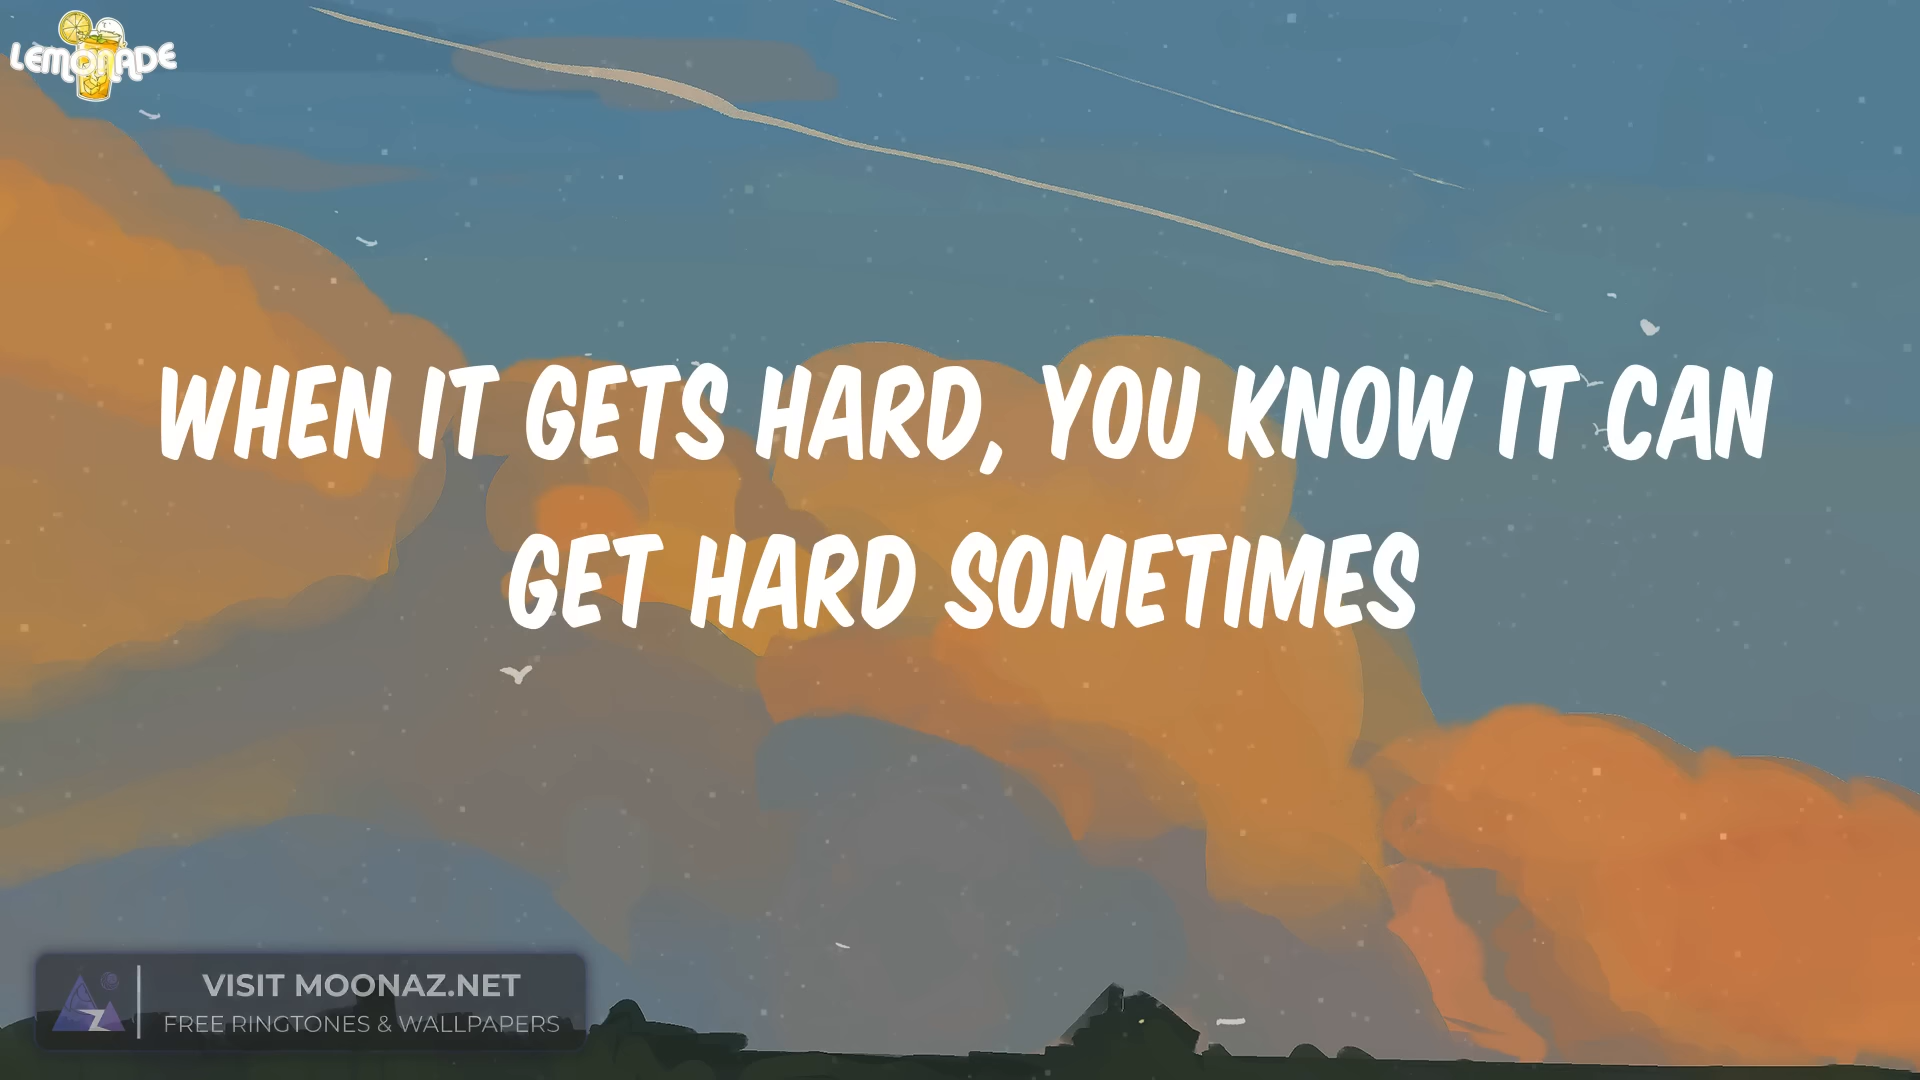 LEMONADE
WHEN IT GETS HARD, YOU KNOW IT CAN
GET HARD SOMETIMES
VISIT MOONAZ.NET
FREE RINGTONES & WALLPAPERS